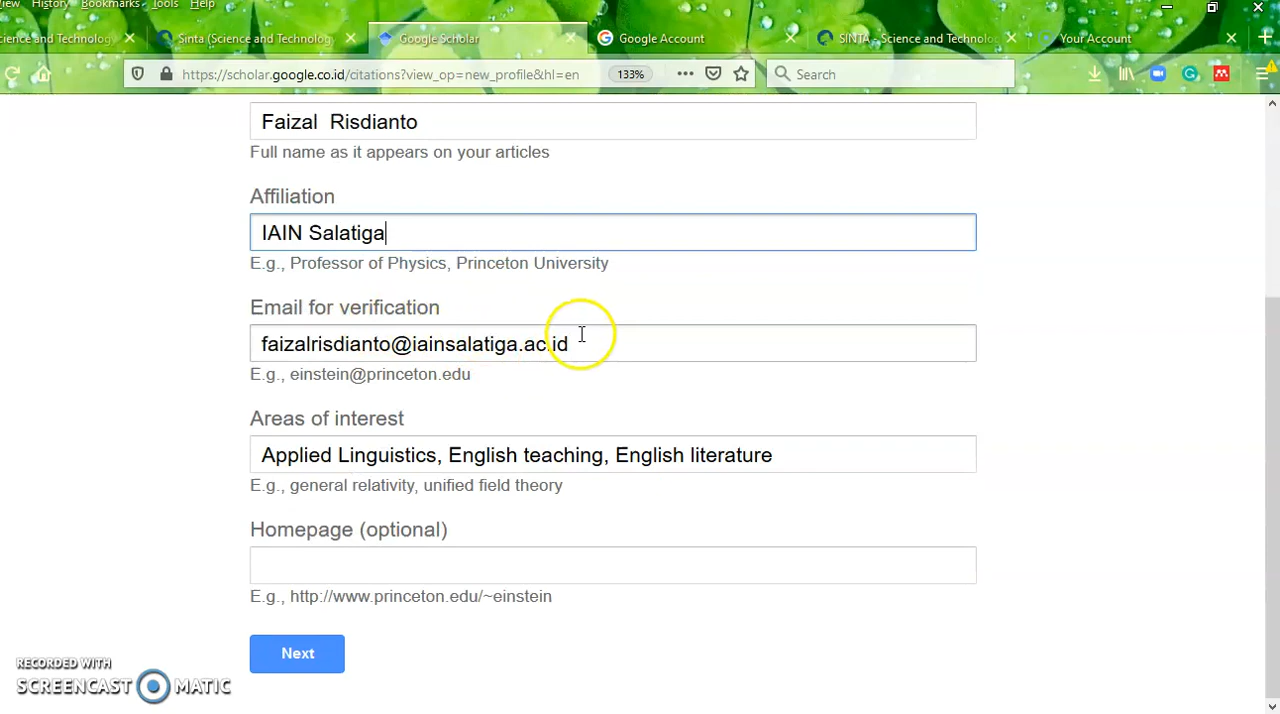 View History Bookmarks Tools Help
cience and Technolog
Sinta (Science and Technolog
Google Scholar
Google Account
SINTA - Science and Technolo
Your Account
https://scholar.google.co.id/citations?view_op=new_profile&hl=en
133%
Search
Faizal  Risdianto
Full name as it appears on your articles
Affiliation
IAIN Salatiga
E.g., Professor of Physics, Princeton University
Email for verification
faizalrisdianto@iainsalatiga.ac.id
E.g., einstein@princeton.edu
Areas of interest
Applied Linguistics, English teaching, English literature
E.g., general relativity, unified field theory
Homepage (optional)
E.g., http://www.princeton.edu/~einstein
Next
RECORDED WITH
SCREENCAST MATIC